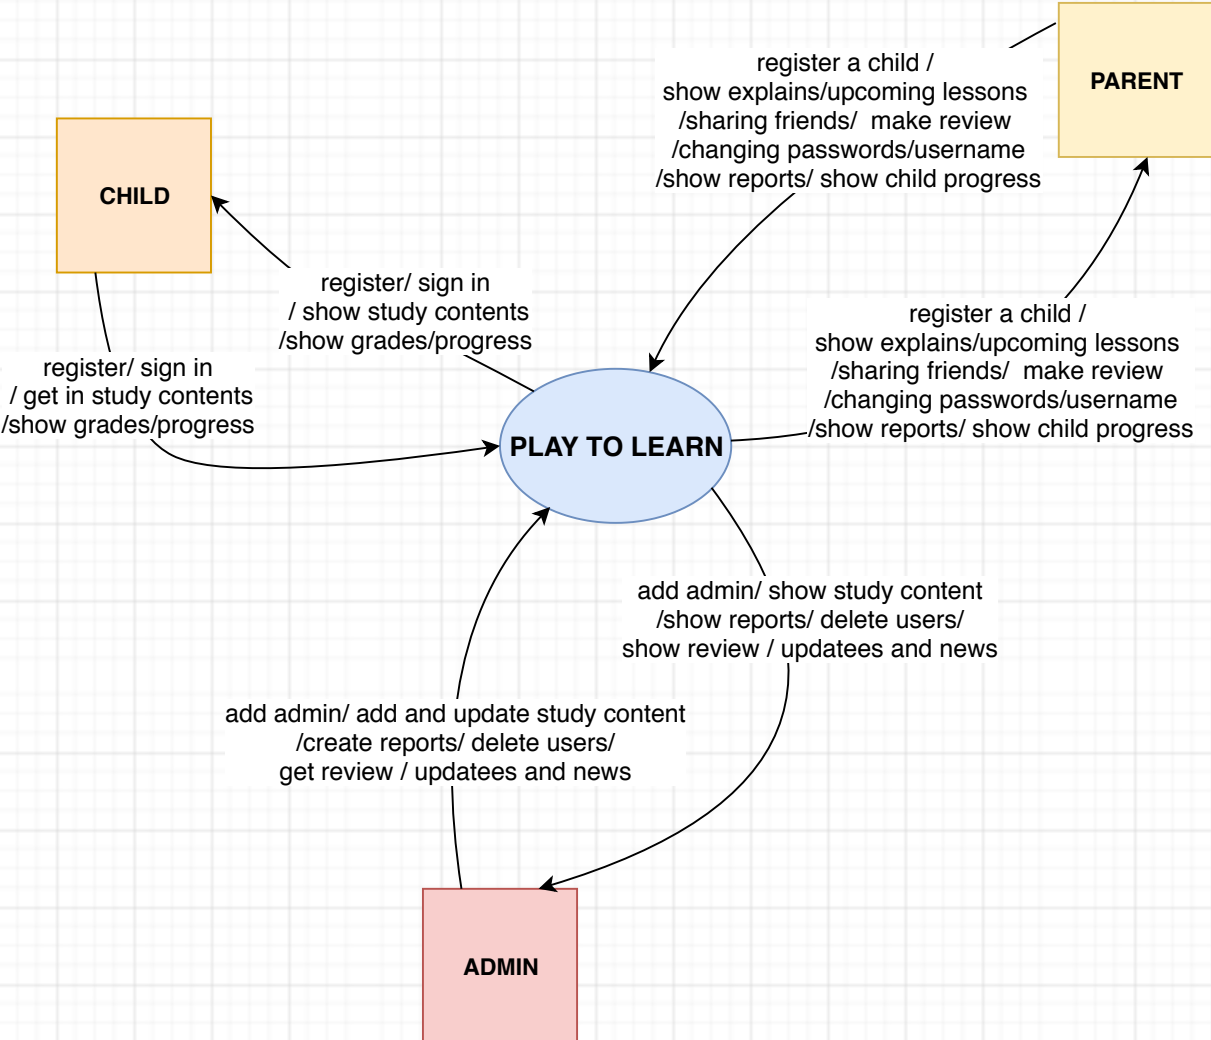 register a child /
show explains/upcoming lessons
/sharing friends/  make review
/changing passwords/username
/show reports/ show child progress
PARENT
CHILD
register/ sign in
/ show study contents
/show grades/progress
register a child /
show explains/upcoming lessons
/sharing friends/  make review
/changing passwords/username
/show reports/ show child progress
register/ sign in
/ get in study contents
/show grades/progress
PLAY TO LEARN
add admin/ show study content
/show reports/ delete users/
show review / updatees and news
add admin/ add and update study content
/create reports/ delete users/
get review / updatees and news
ADMIN